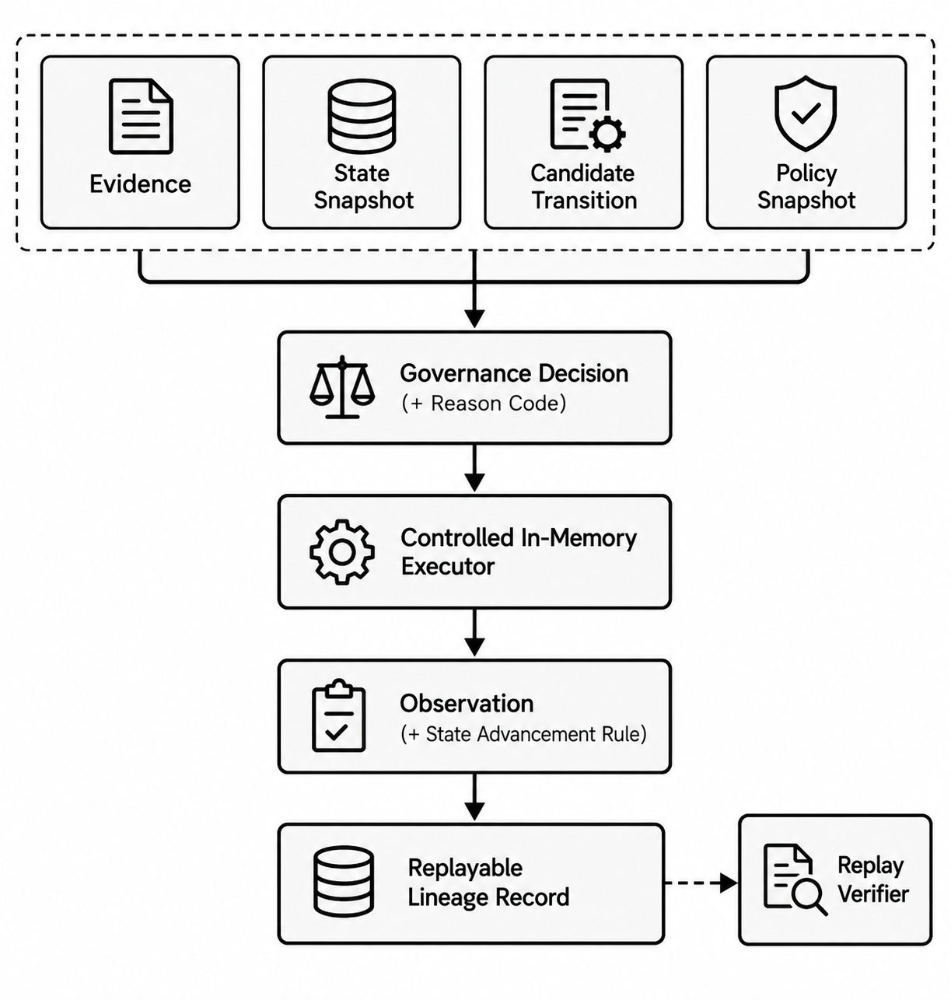 Evidence
State
Snapshot
Candidate
Transition
Policy
Snapshot
Governance Decision
(+ Reason Code)
Controlled In-Memory
Executor
Observation
(+ State Advancement Rule)
Replayable
Lineage Record
Replay
Verifier